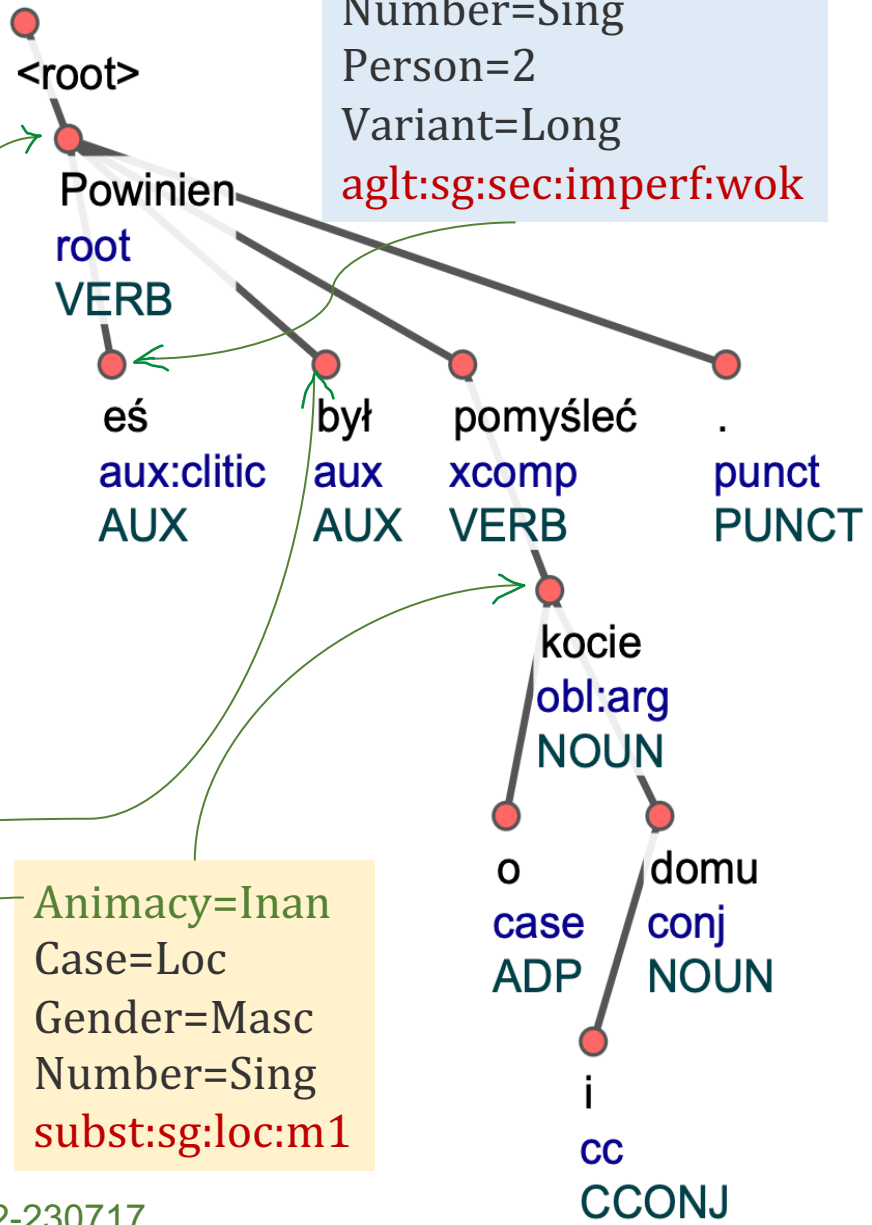 Number=Sing
Person=2
Variant=Long
aglt:sg:sec:imperf:wok
<root>
Powinien
root
VERB
eś
aux:clitic
AUX
był
aux
AUX
pomyśleć
xcomp
VERB
.
punct
PUNCT
kocie
obl:arg
NOUN
o
case
ADP
domu
conj
NOUN
i
cc
CCONJ
Animacy=Inan
Case=Loc
Gender=Masc
Number=Sing
subst:sg:loc:m1
2-230717